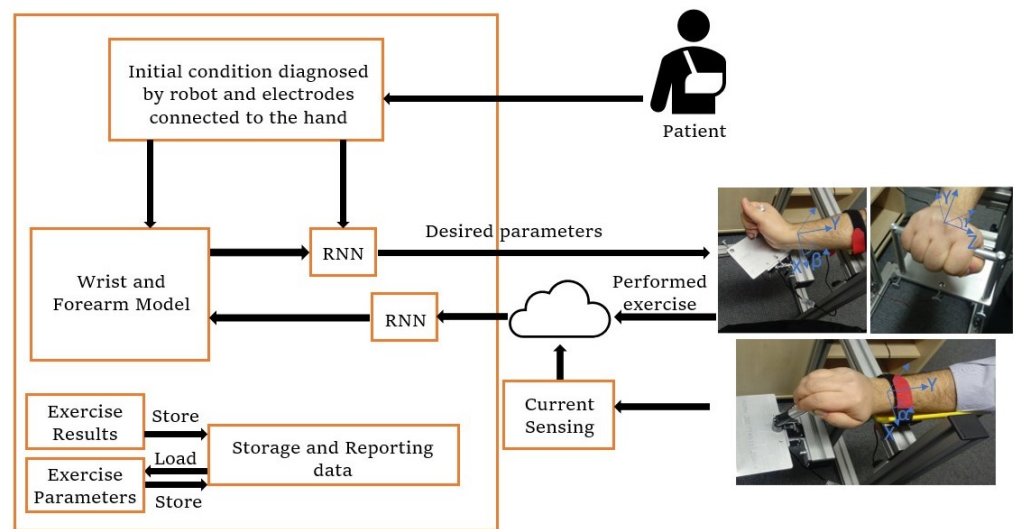 Initial condition diagnosed
by robot and electrodes
connected to the hand
Patient
Wrist and
Forearm Model
RNN
Desired parameters
RNN
Performed
exercise
Current
Sensing
Exercise
Results
Store
Storage and Reporting
data
Exercise
Parameters
Load
Store
Y
X
β
Y
Z
Y
X
β